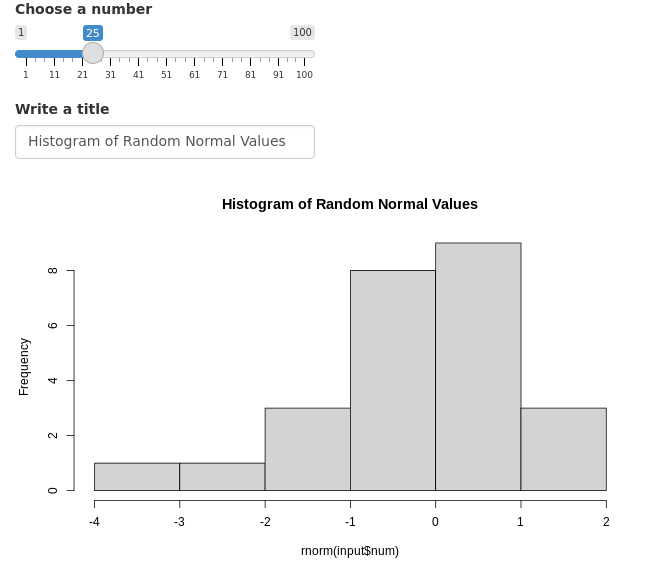 Choose a number
1 25 100
1 11 21 31 41 51 61 71 81 91 100
Write a title
Histogram of Random Normal Values
Histogram of Random Normal Values
Frequency
8
6
4
2
0
-4 -3 -2 -1 0 1 2
rnorm(input$num)